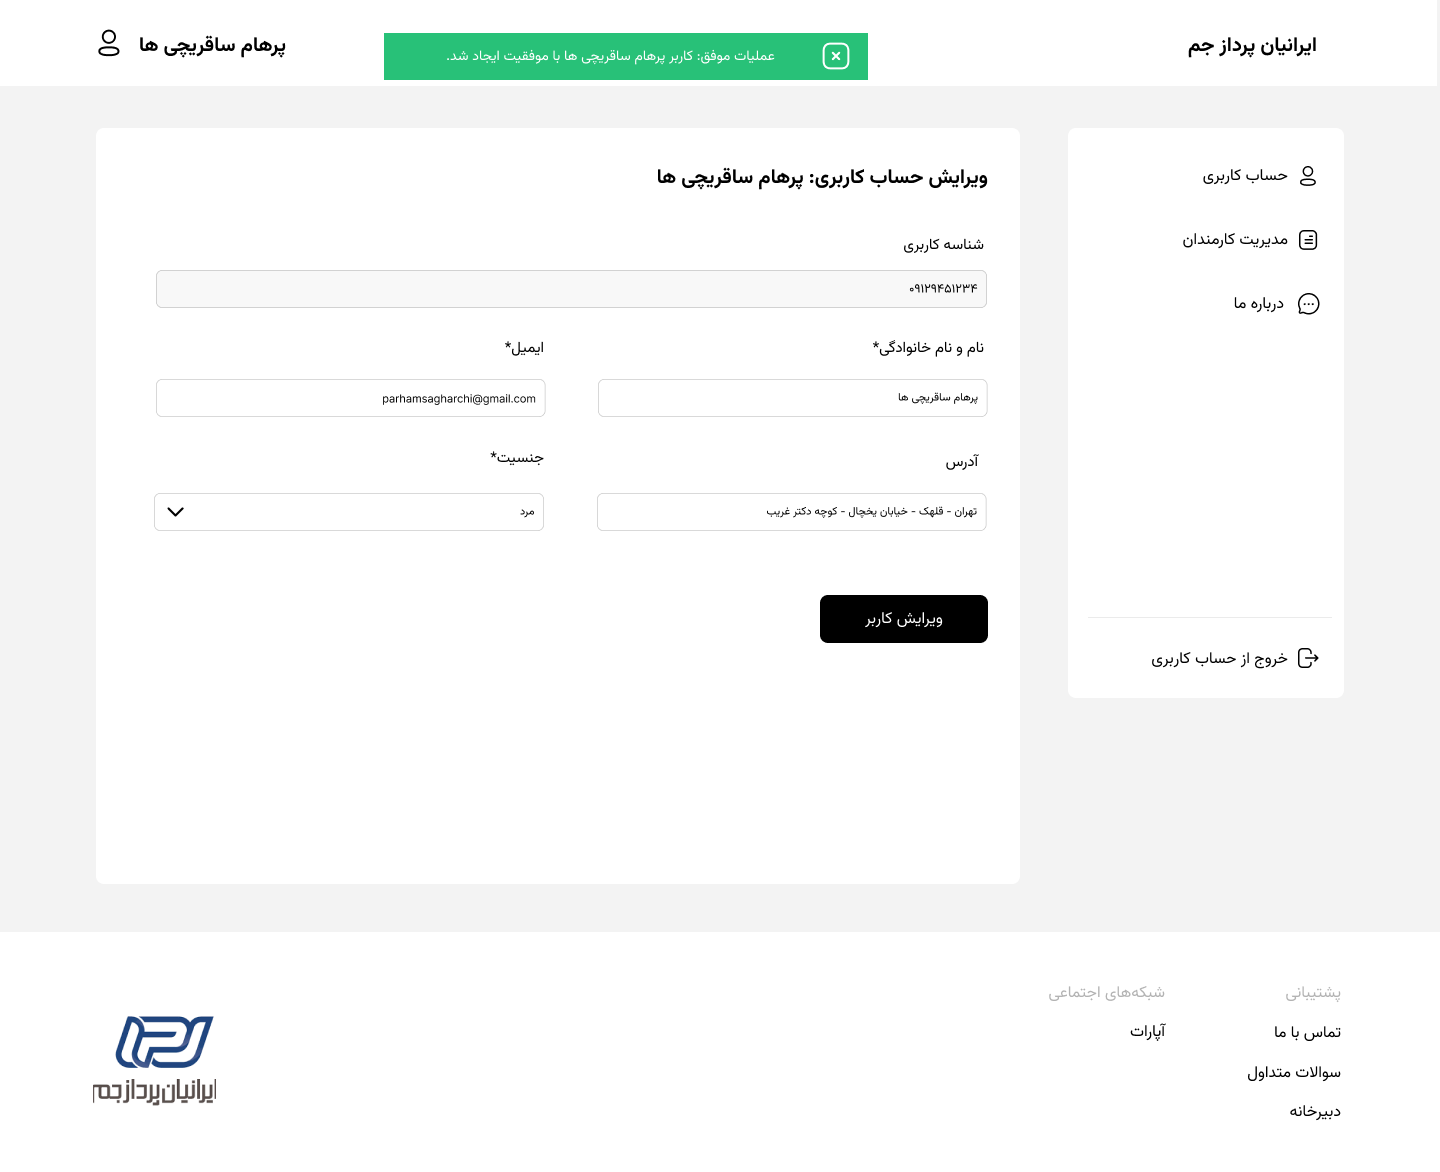 ایرانیان پرداز جم
عملیات موفق: کاربر پرهام ساقریچی ها با موفقیت ایجاد شد.
پرهام ساقریچی ها
حساب کاربری
مدیریت کارمندان
درباره ما
خروج از حساب کاربری
ویرایش حساب کاربری: پرهام ساقریچی ها
شناسه کاربری
۰۹۱۲۹۴۵۱۲۳۴
نام و نام خانوادگی*
ایمیل*
پرهام ساقریچی ها
parhamsagharchi@gmail.com
آدرس
جنسیت*
تهران - قلهک - خیابان یخچال - کوچه دکتر غریب
مرد
ویرایش کاربر
پشتیبانی
تماس با ما
سوالات متداول
دبیرخانه
شبکه‌های اجتماعی
آپارات
ایرانیان پرداز جم